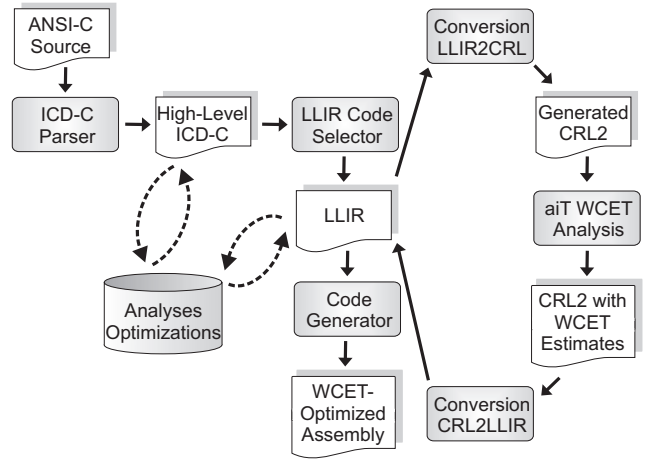 ANSI-C
Source
ICD-C
Parser
High-Level
ICD-C
LLIR Code
Selector
LLIR
Analyses
Optimizations
Code
Generator
WCET-
Optimized
Assembly
Conversion
LLIR2CRL
Generated
CRL2
aiT WCET
Analysis
CRL2 with
WCET
Estimates
Conversion
CRL2LLIR